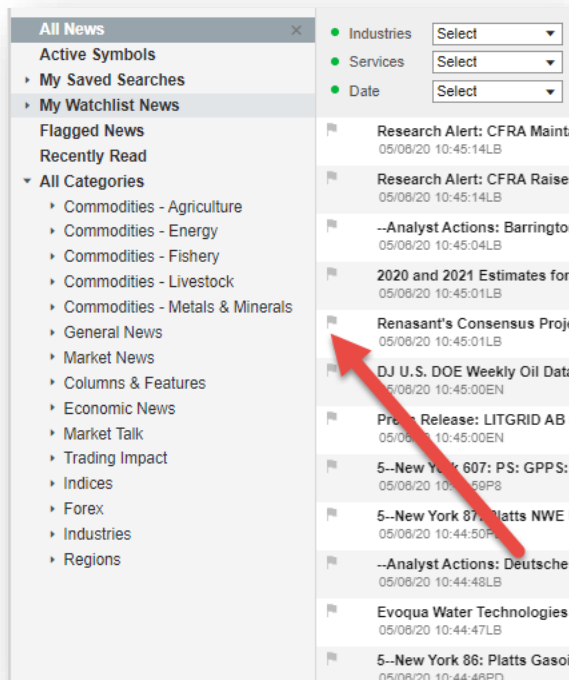 All News
Active Symbols
My Saved Searches
My Watchlist News
Flagged News
Recently Read
All Categories
Commodities - Agriculture
Commodities - Energy
Commodities - Fishery
Commodities - Livestock
Commodities - Metals & Minerals
General News
Market News
Columns & Features
Economic News
Market Talk
Trading Impact
Indices
Forex
Industries
Regions
Industries Select
Services Select
Date Select
Research Alert: CFRA Mainta
05/06/20 10:45:14LB
Research Alert: CFRA Raise
05/06/20 10:45:14LB
--Analyst Actions: Barringto
05/06/20 10:45:04LB
2020 and 2021 Estimates for
05/06/20 10:45:01LB
Renasant's Consensus Proje
05/06/20 10:45:01LB
DJ U.S. DOE Weekly Oil Data
5/06/20 10:45:00EN
Release: LITGRID AB
10:45:00EN
5--New York 607: PS: GPPS:
05/06/20
5--New York Platts NWE
05/06/20 10:44:50
--Analyst Actions: Deutsche
05/06/20 10:44:48LB
Evoqua Water Technologies
05/06/20 10:44:47LB
5--New York 86: Platts Gasoi
05/06/20 10:44:46PD